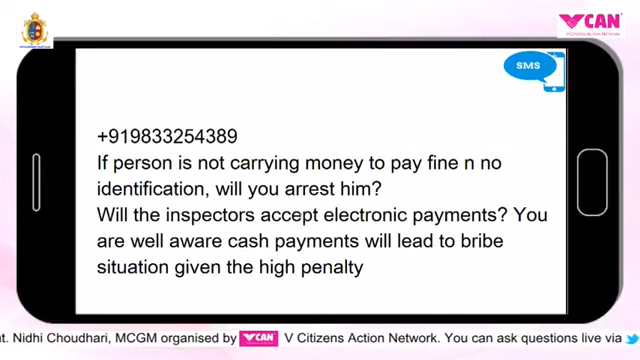 V CAN
V Citizens Action Network
SMS
+919833254389
If person is not carrying money to pay fine n no
identification, will you arrest him?
Will the inspectors accept electronic payments? You
are well aware cash payments will lead to bribe
situation given the high penalty
t. Nidhi Choudhari, MCGM organised by V CAN V Citizens Action Network. You can ask questions live via